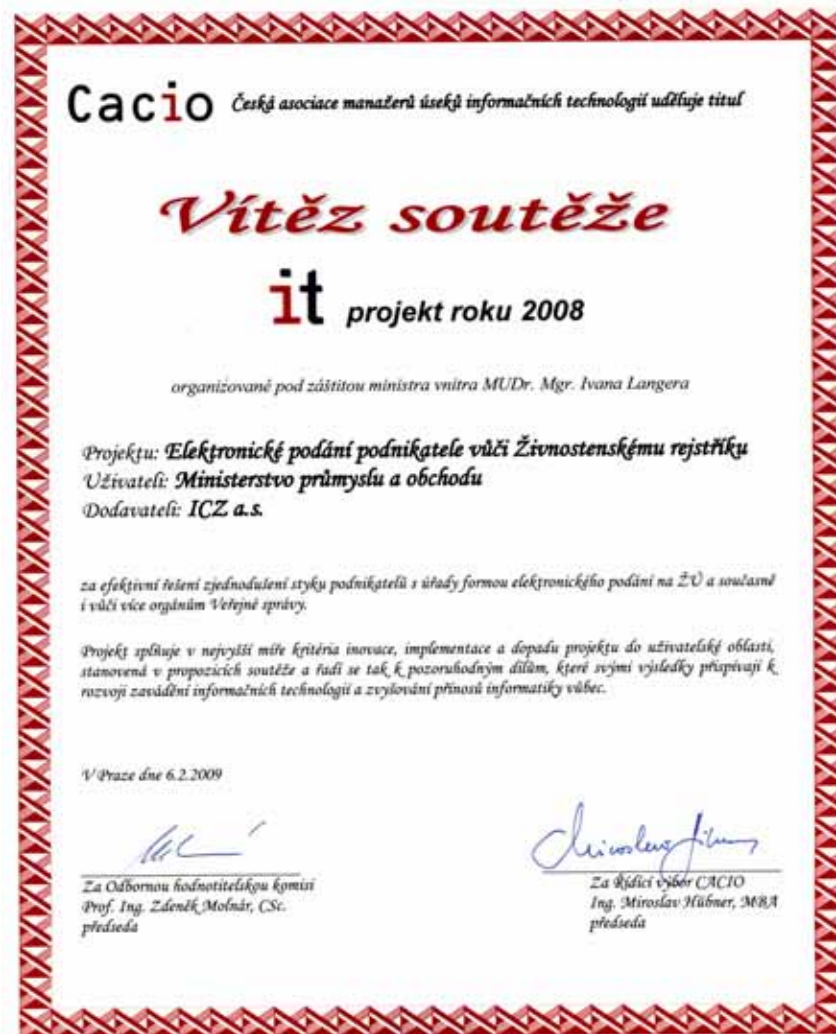 Cacio Česká asociace manažerů úseků informačních technologií uděluje titul
Vítěz soutěže
it projekt roku 2008
organizované pod záštitou ministra vnitra MUDr. Mgr. Ivana Langera
Projektu: Elektronické podání podnikatele vůči Živnostenskému rejstříku
Uživateli: Ministerstvo průmyslu a obchodu
Dodavateli: ICZ a.s.
za efektivní řešení zjednodušení styku podnikatelů s úřady formou elektronického podání na ŽÚ a současně
i vůči více orgánům Veřejné správy.
Projekt splňuje v nejvyšší míře kritéria inovace, implementace a dopadu projektu do uživatelské oblasti,
stanovená v propozicích soutěže a řadí se tak k pozoruhodným dílům, které svými výsledky přispívají k
rozvoji zavádění informačních technologií a zvyšování přínosů informatiky vůbec.
V Praze dne 6.2.2009
Za Odbornou hodnotitelskou komisi
Prof. Ing. Zdeněk Molnár, CSc.
předseda
Za Řídící výbor CACIO
Ing. Miroslav Hübner, MBA
předseda